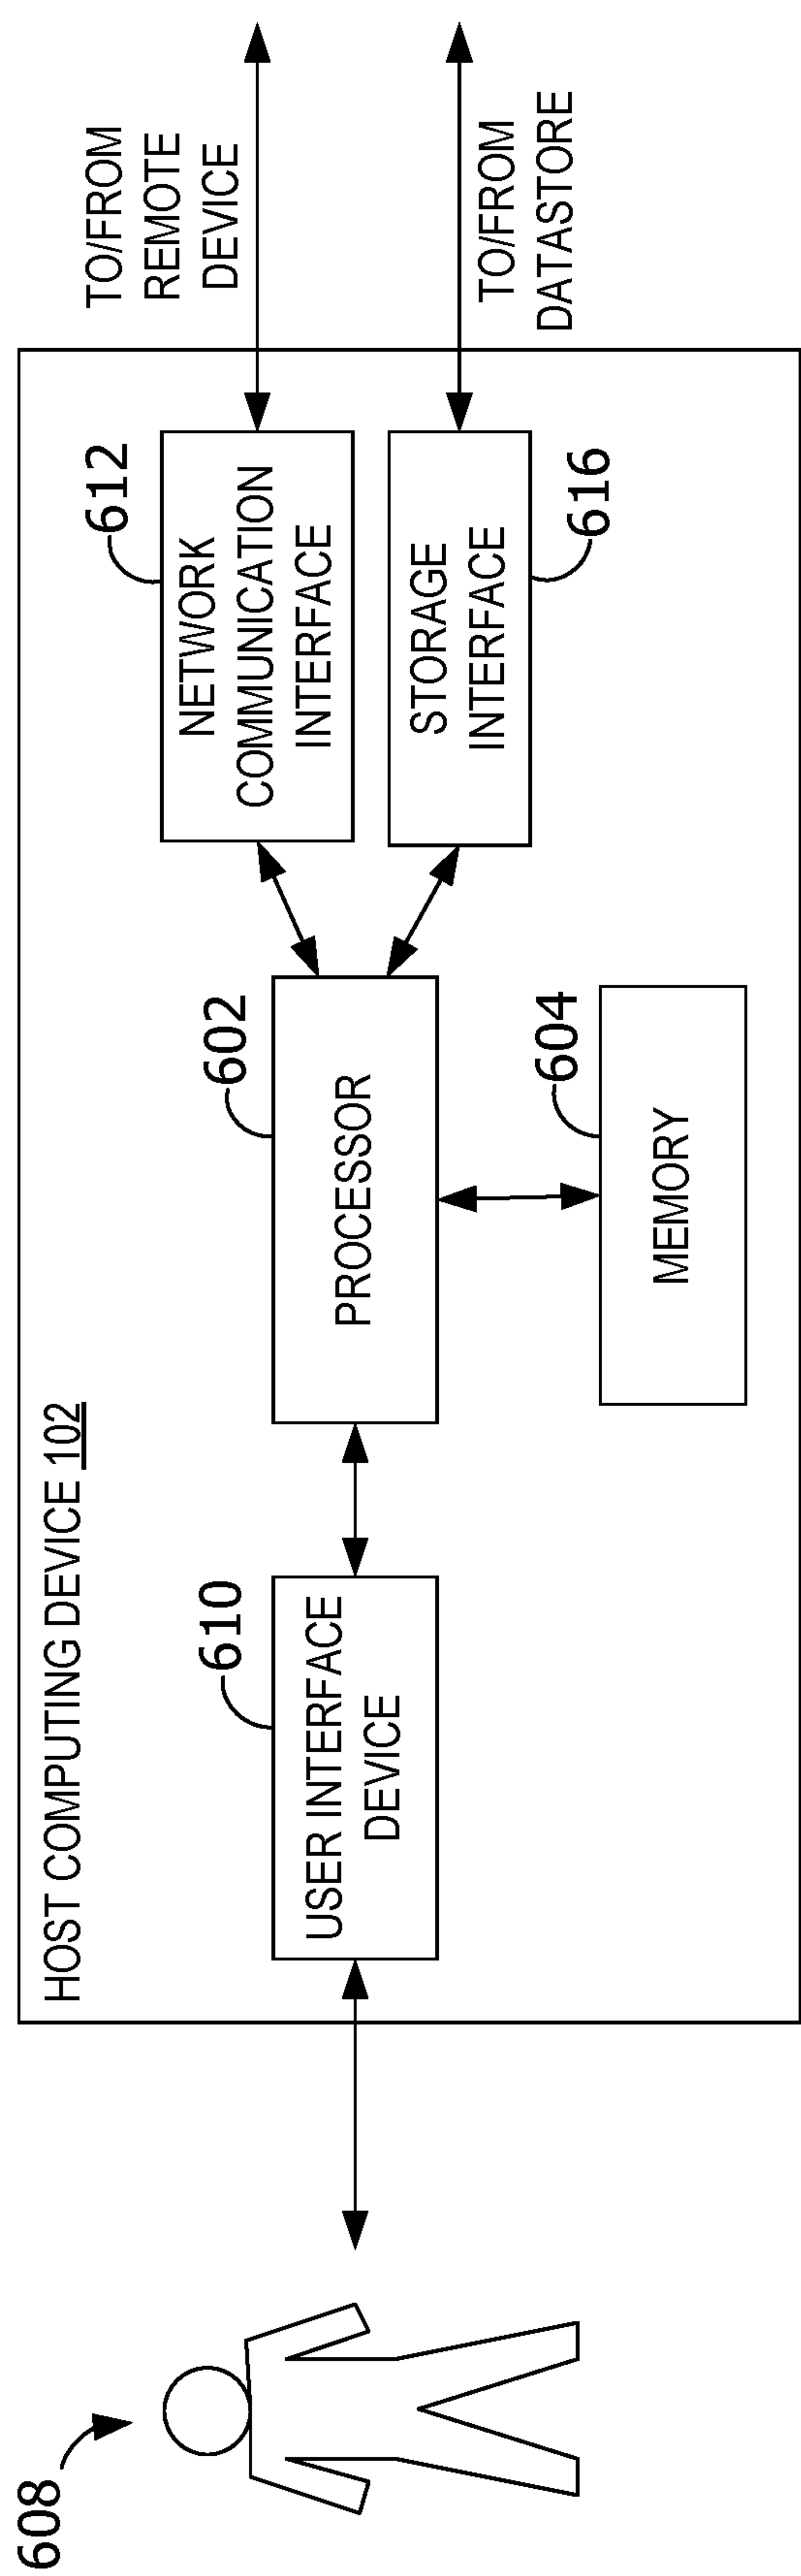 HOST COMPUTING DEVICE 102
608
610
USER INTERFACE
DEVICE
602
PROCESSOR
604
MEMORY
612
NETWORK
COMMUNICATION
INTERFACE
616
STORAGE
INTERFACE
TO/FROM
REMOTE
DEVICE
TO/FROM
DATASTORE